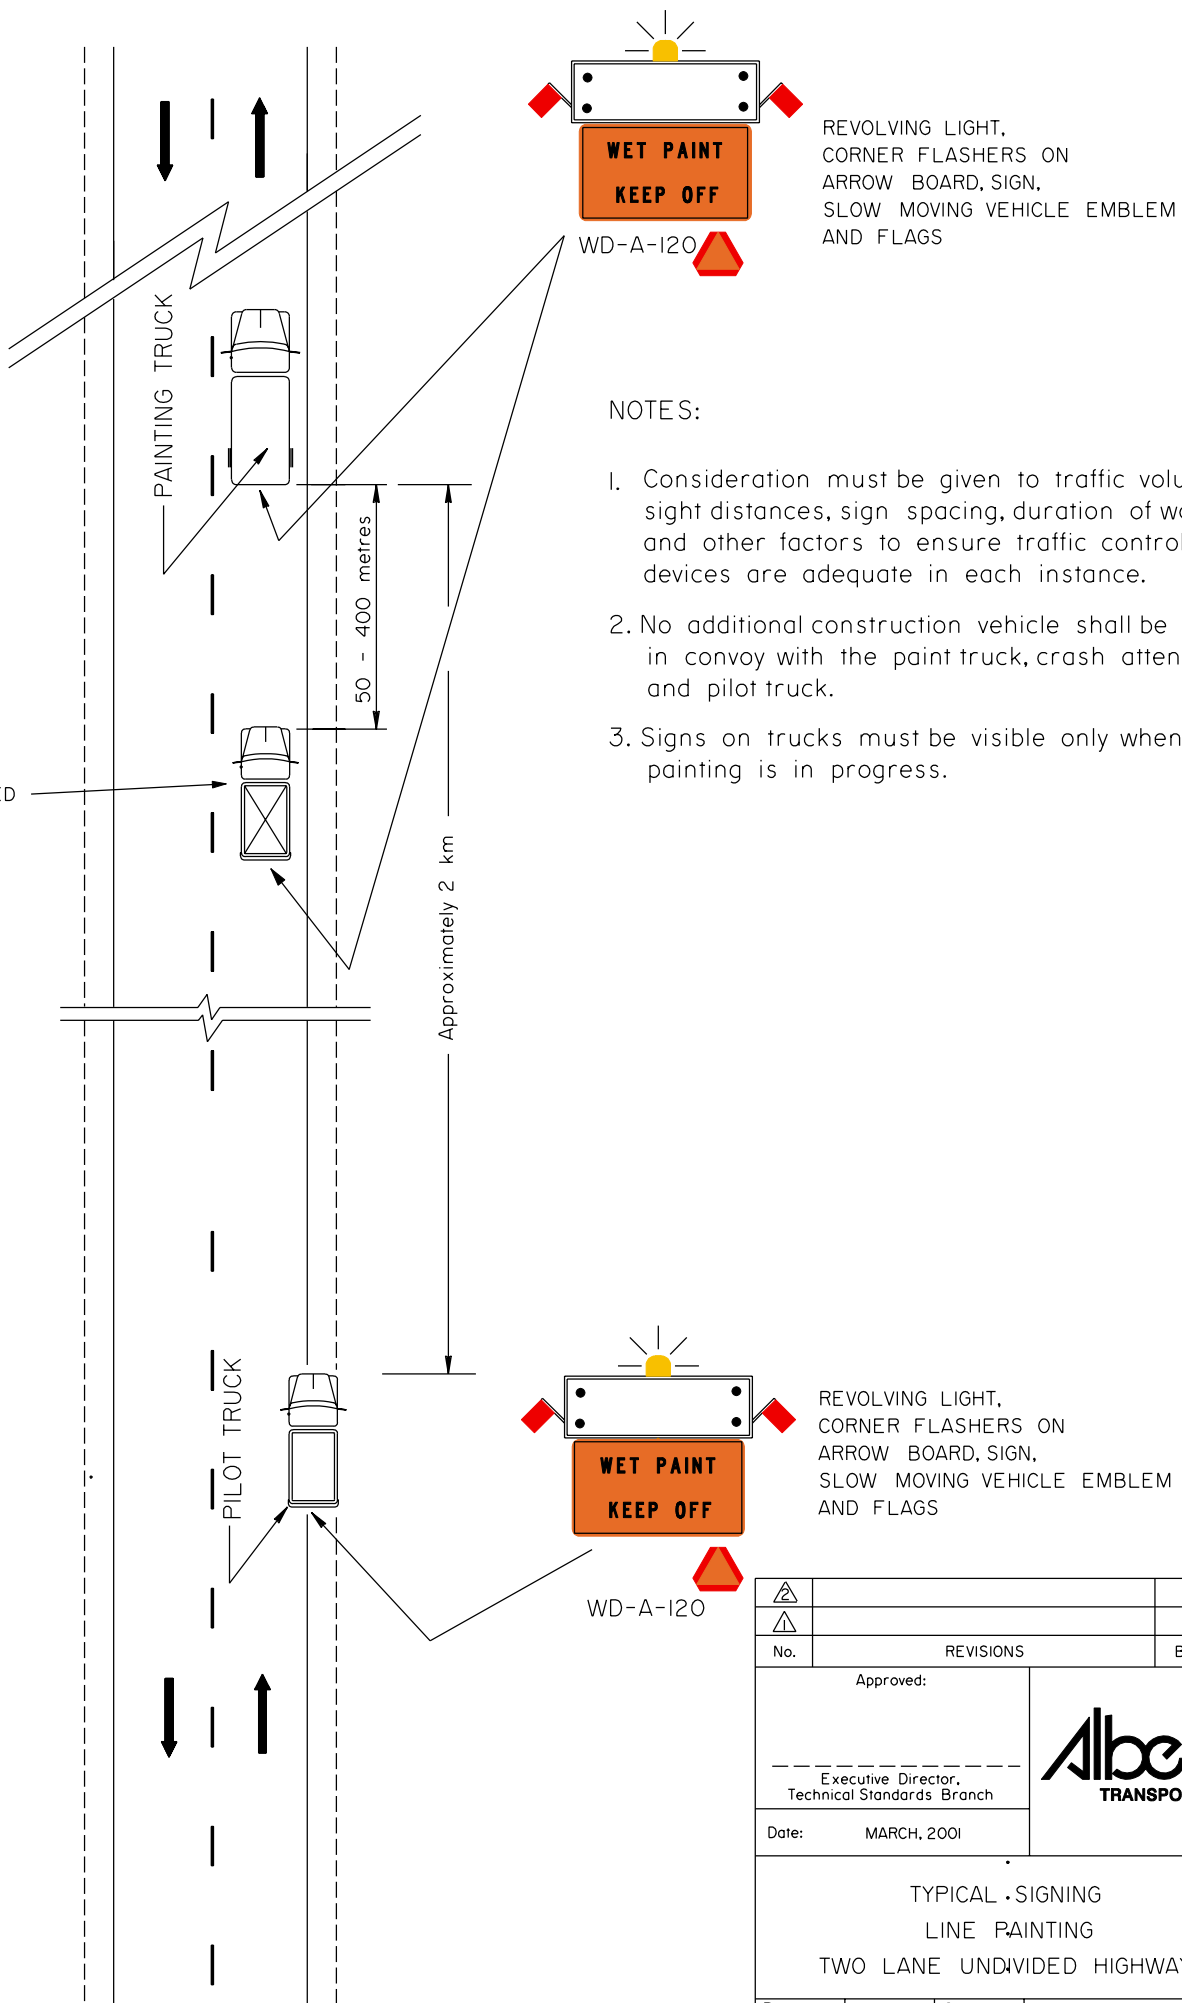 WET PAINT
KEEP OFF
WD-A-120
REVOLVING LIGHT,
CORNER FLASHERS ON
ARROW BOARD, SIGN,
SLOW MOVING VEHICLE EMBLEM
AND FLAGS
PAINTING TRUCK
50 - 400 metres
Approximately 2 km
NOTES:
1. Consideration must be given to traffic
sight distances, sign spacing, duration of
and other factors to ensure traffic control
devices are adequate in each instance.
2. No additional construction vehicle shall be
in convoy with the paint truck, crash
and pilot truck.
3. Signs on trucks must be visible only when
painting is in progress.
PILOT TRUCK
WET PAINT
KEEP OFF
WD-A-120
REVOLVING LIGHT,
CORNER FLASHERS ON
ARROW BOARD, SIGN,
SLOW MOVING VEHICLE EMBLEM
AND FLAGS
2
1
No. REVISIONS
Approved:
Executive Director,
Technical Standards Branch
Date: MARCH, 2001
TYPICAL SIGNING
LINE PAINTING
TWO LANE UNDIVIDED HIGHWAY